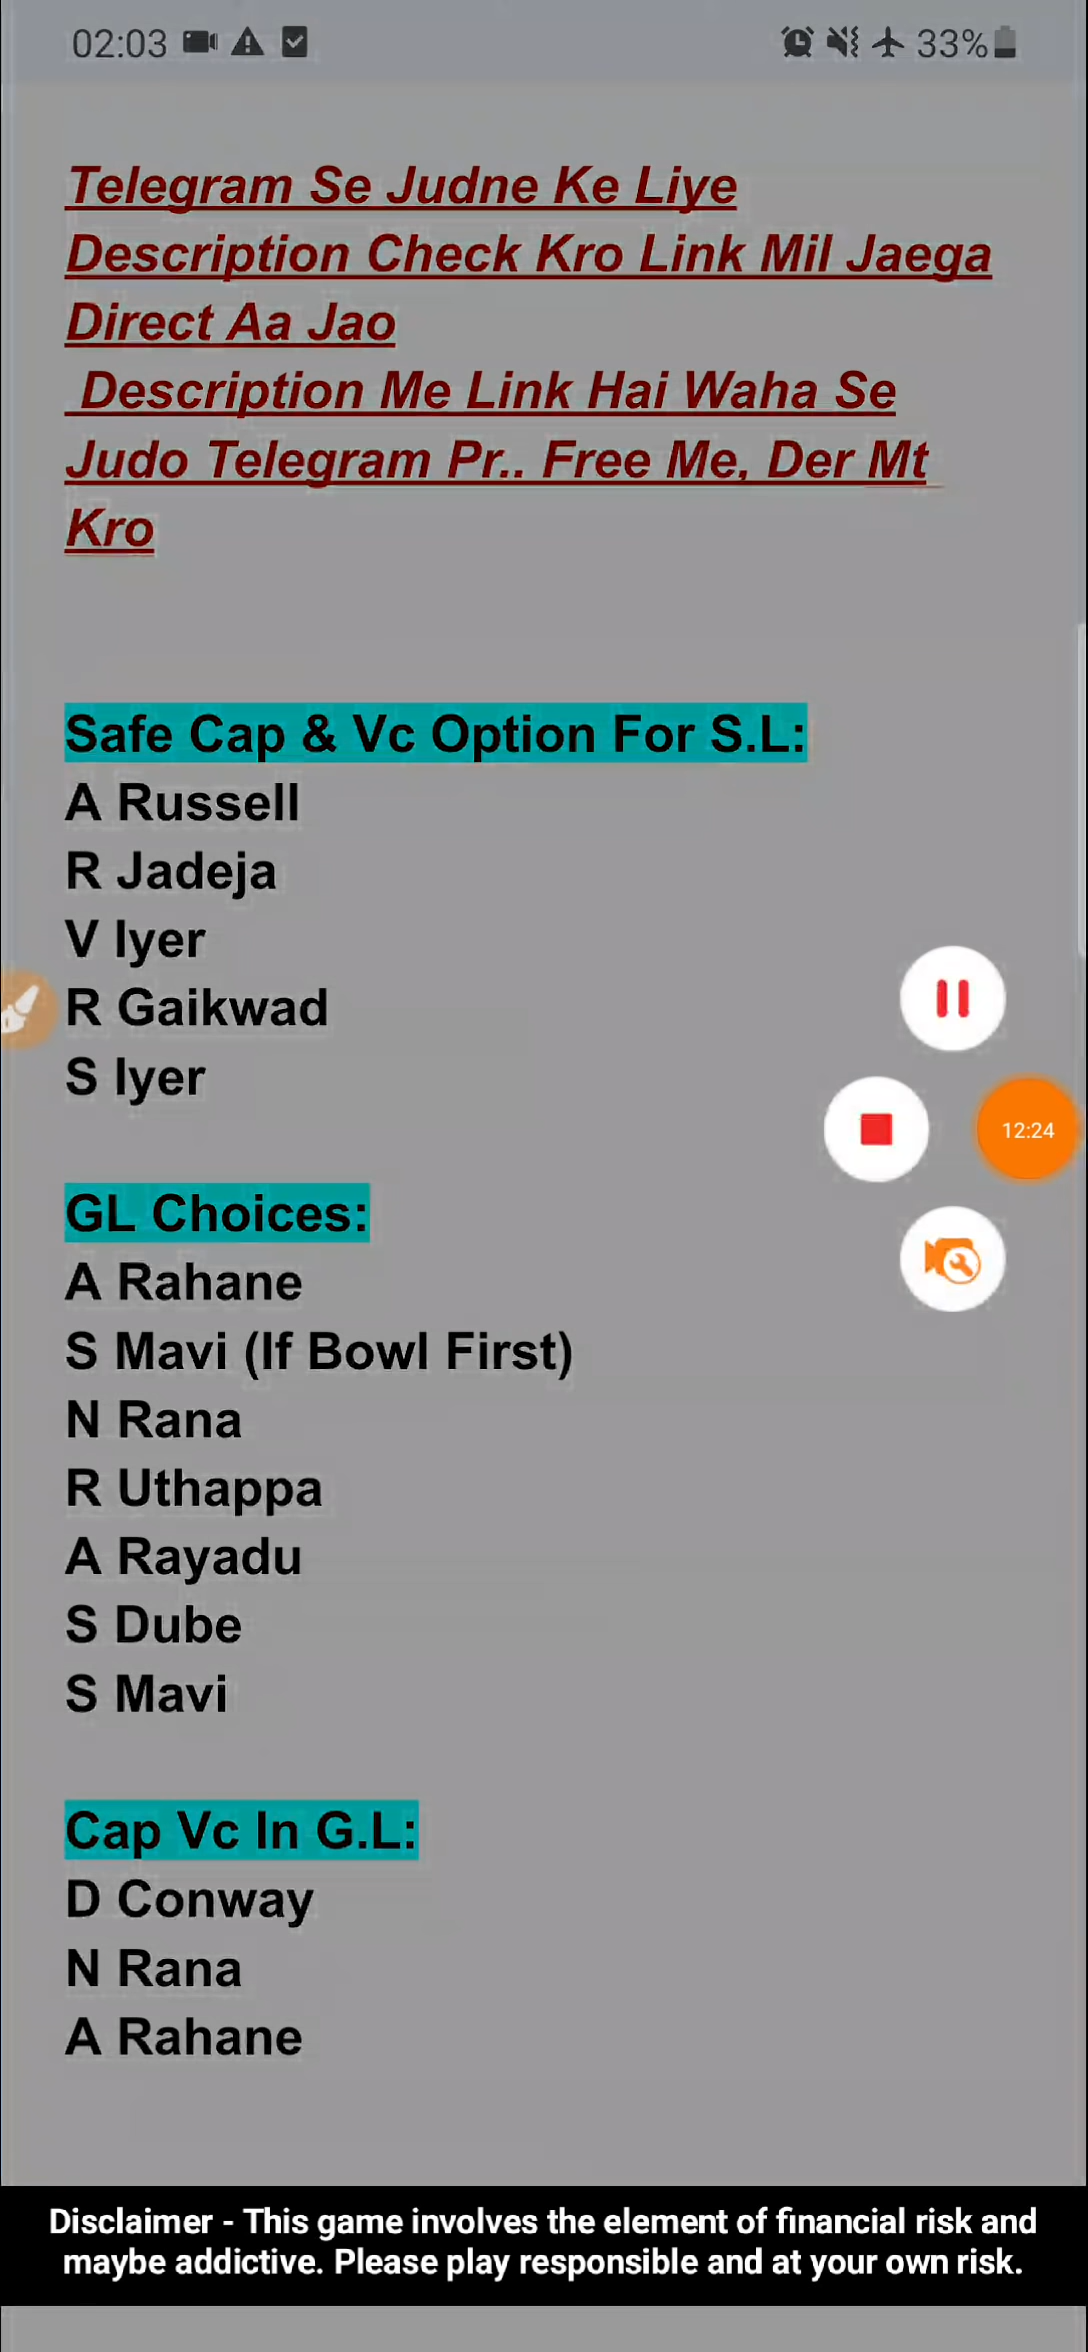 02:03
33%
Telegram Se Judne Ke Liye
Description Check Kro Link Mil Jaega
Direct Aa Jao
Description Me Link Hai Waha Se
Judo Telegram Pr.. Free Me, Der Mt
Kro
Safe Cap & Vc Option For S.L:
A Russell
R Jadeja
V Iyer
R Gaikwad
S Iyer
12:24
GL Choices:
A Rahane
S Mavi (If Bowl First)
N Rana
R Uthappa
A Rayadu
S Dube
S Mavi
Cap Vc In G.L:
D Conway
N Rana
A Rahane
Disclaimer - This game involves the element of financial risk and
maybe addictive. Please play responsible and at your own risk.